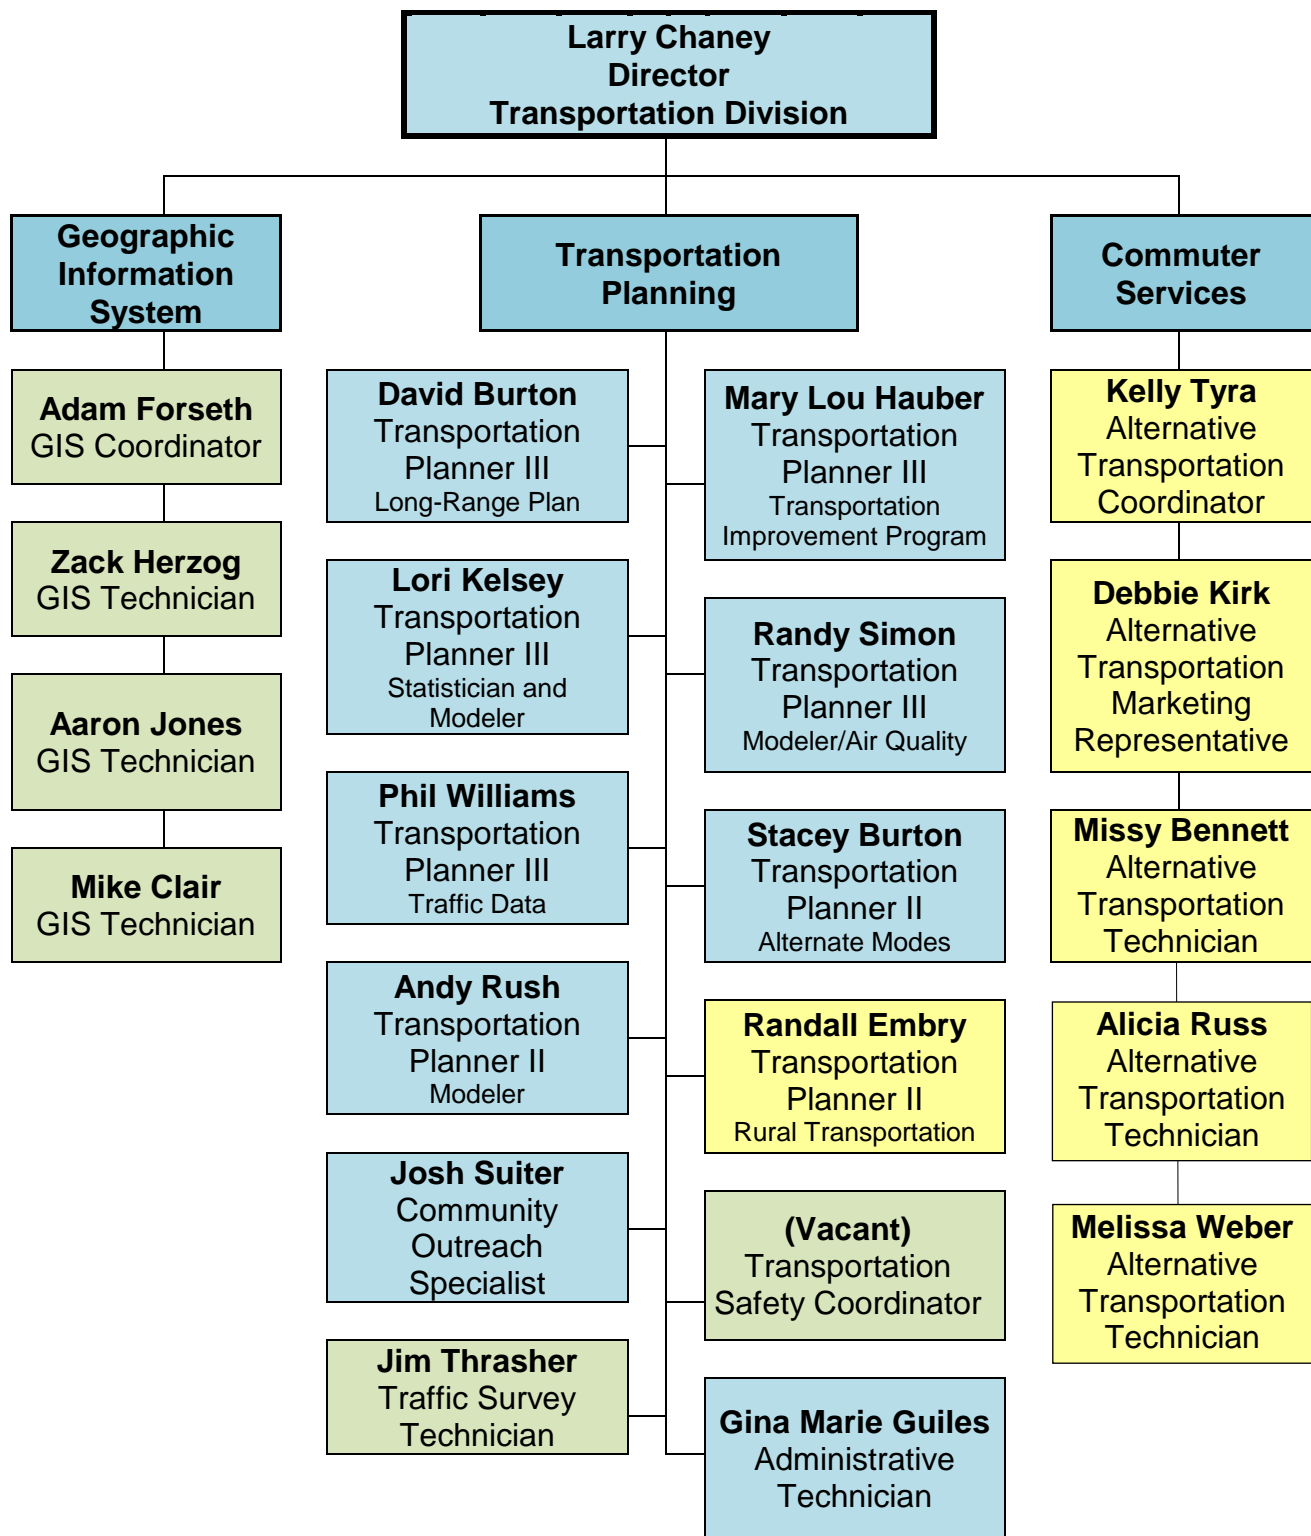 Larry Chaney
Director
Transportation Division
Geographic
Information
System
Transportation
Planning
Commuter
Services
Adam Forseth
GIS Coordinator
Zack Herzog
GIS Technician
Aaron Jones
GIS Technician
Mike Clair
GIS Technician
David Burton
Transportation
Planner III
Long-Range Plan
Lori Kelsey
Transportation
Planner III
Statistician and
Modeler
Phil Williams
Transportation
Planner III
Traffic Data
Andy Rush
Transportation
Planner II
Modeler
Josh Suiter
Community
Outreach
Specialist
Jim Thrasher
Traffic Survey
Technician
Mary Lou Hauber
Transportation
Planner III
Transportation
Improvement Program
Randy Simon
Transportation
Planner III
Modeler/Air Quality
Stacey Burton
Transportation
Planner II
Alternate Modes
Randall Embry
Transportation
Planner II
Rural Transportation
(Vacant)
Transportation
Safety Coordinator
Gina Marie Guiles
Administrative
Technician
Kelly Tyra
Alternative
Transportation
Coordinator
Debbie Kirk
Alternative
Transportation
Marketing
Representative
Missy Bennett
Alternative
Transportation
Technician
Alicia Russ
Alternative
Transportation
Technician
Melissa Weber
Alternative
Transportation
Technician